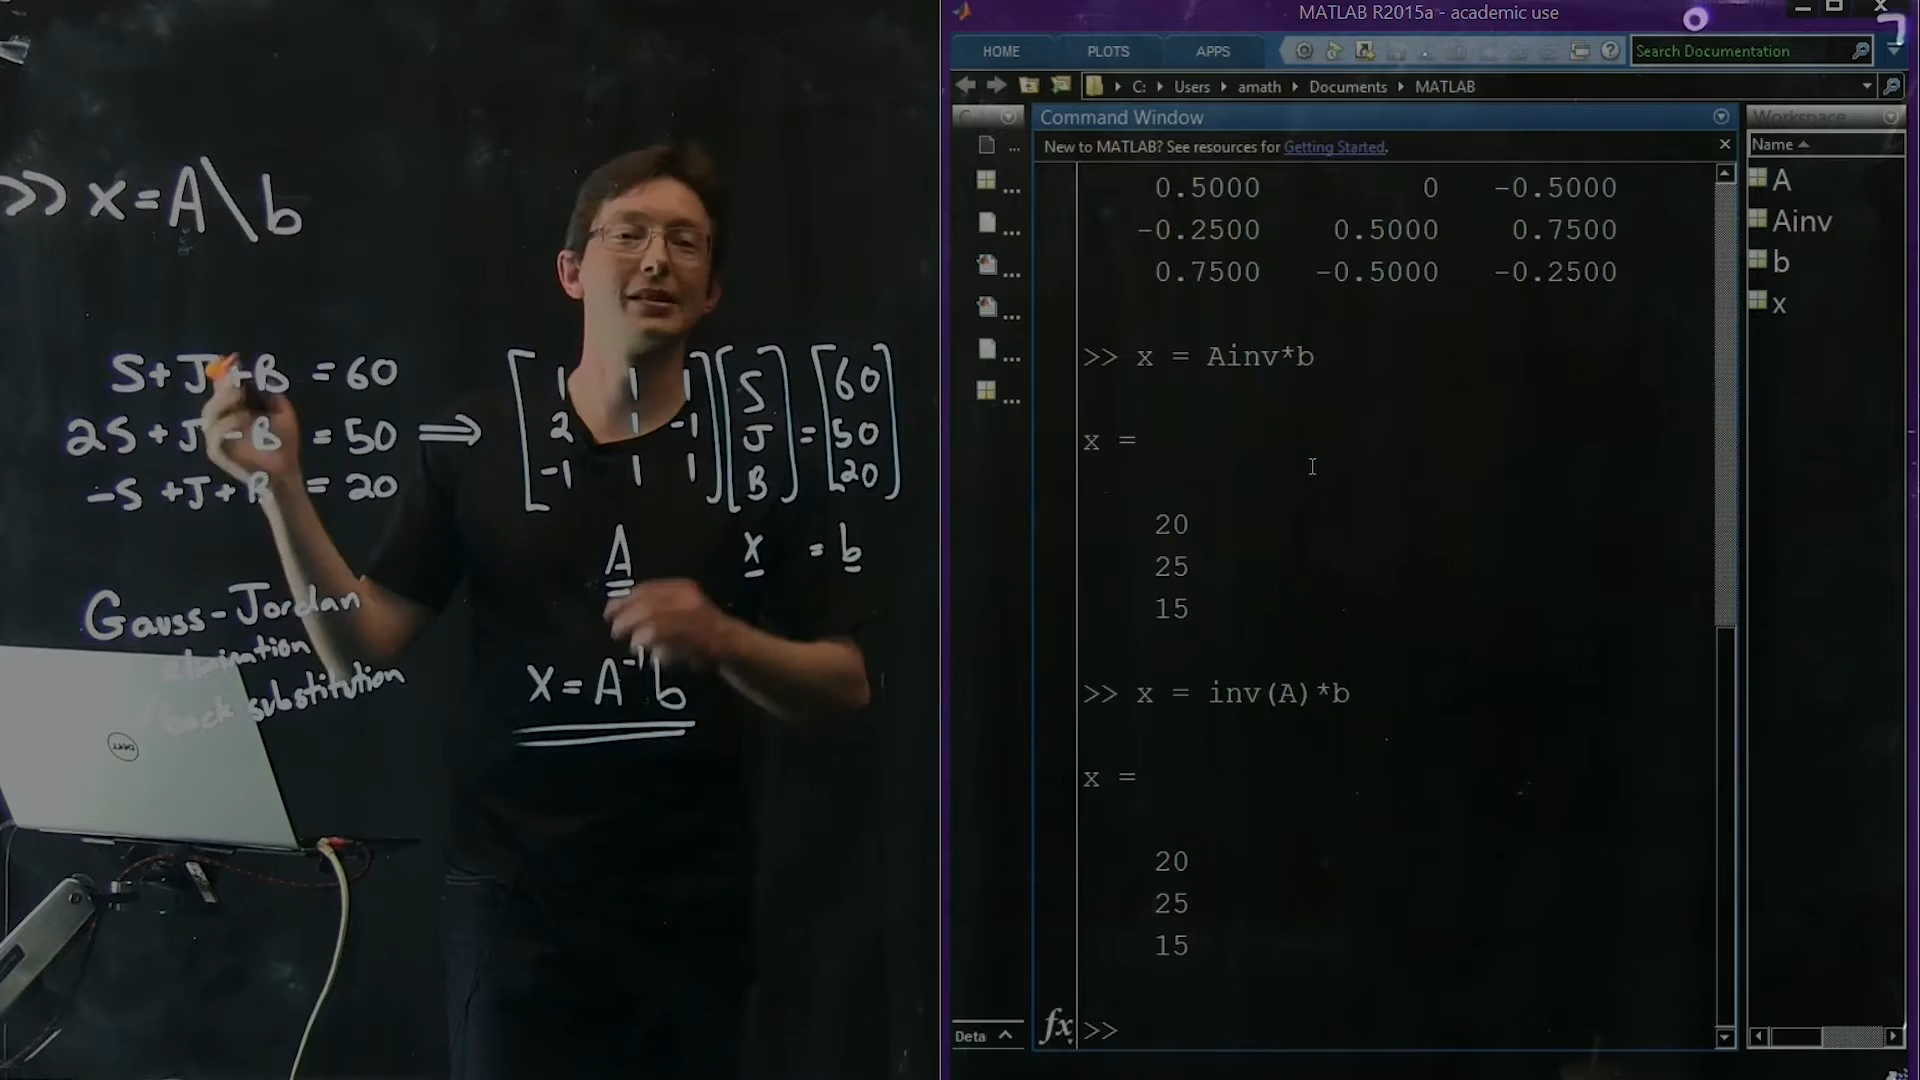 >> x=A\b
S+J+B = 60
2S+J-B = 50
-S+J+B = 20
⇒
1 1 1
2 1 -1
-1 1 1
S
J
B
=
60
50
20
A x = b
Gauss-Jordan
elimination
back substitution
x=A⁻¹b
DELL
MATLAB R2015a - academic use
HOME PLOTS APPS
Search Documentation
C: Users amath Documents MATLAB
Command Window
New to MATLAB? See resources for Getting Started.
0.5000 0 -0.5000
-0.2500 0.5000 0.7500
0.7500 -0.5000 -0.2500
>> x = Ainv*b
x =
20
25
15
>> x = inv(A)*b
x =
20
25
15
fx >>
Deta
Workspace
Name
A
Ainv
b
x